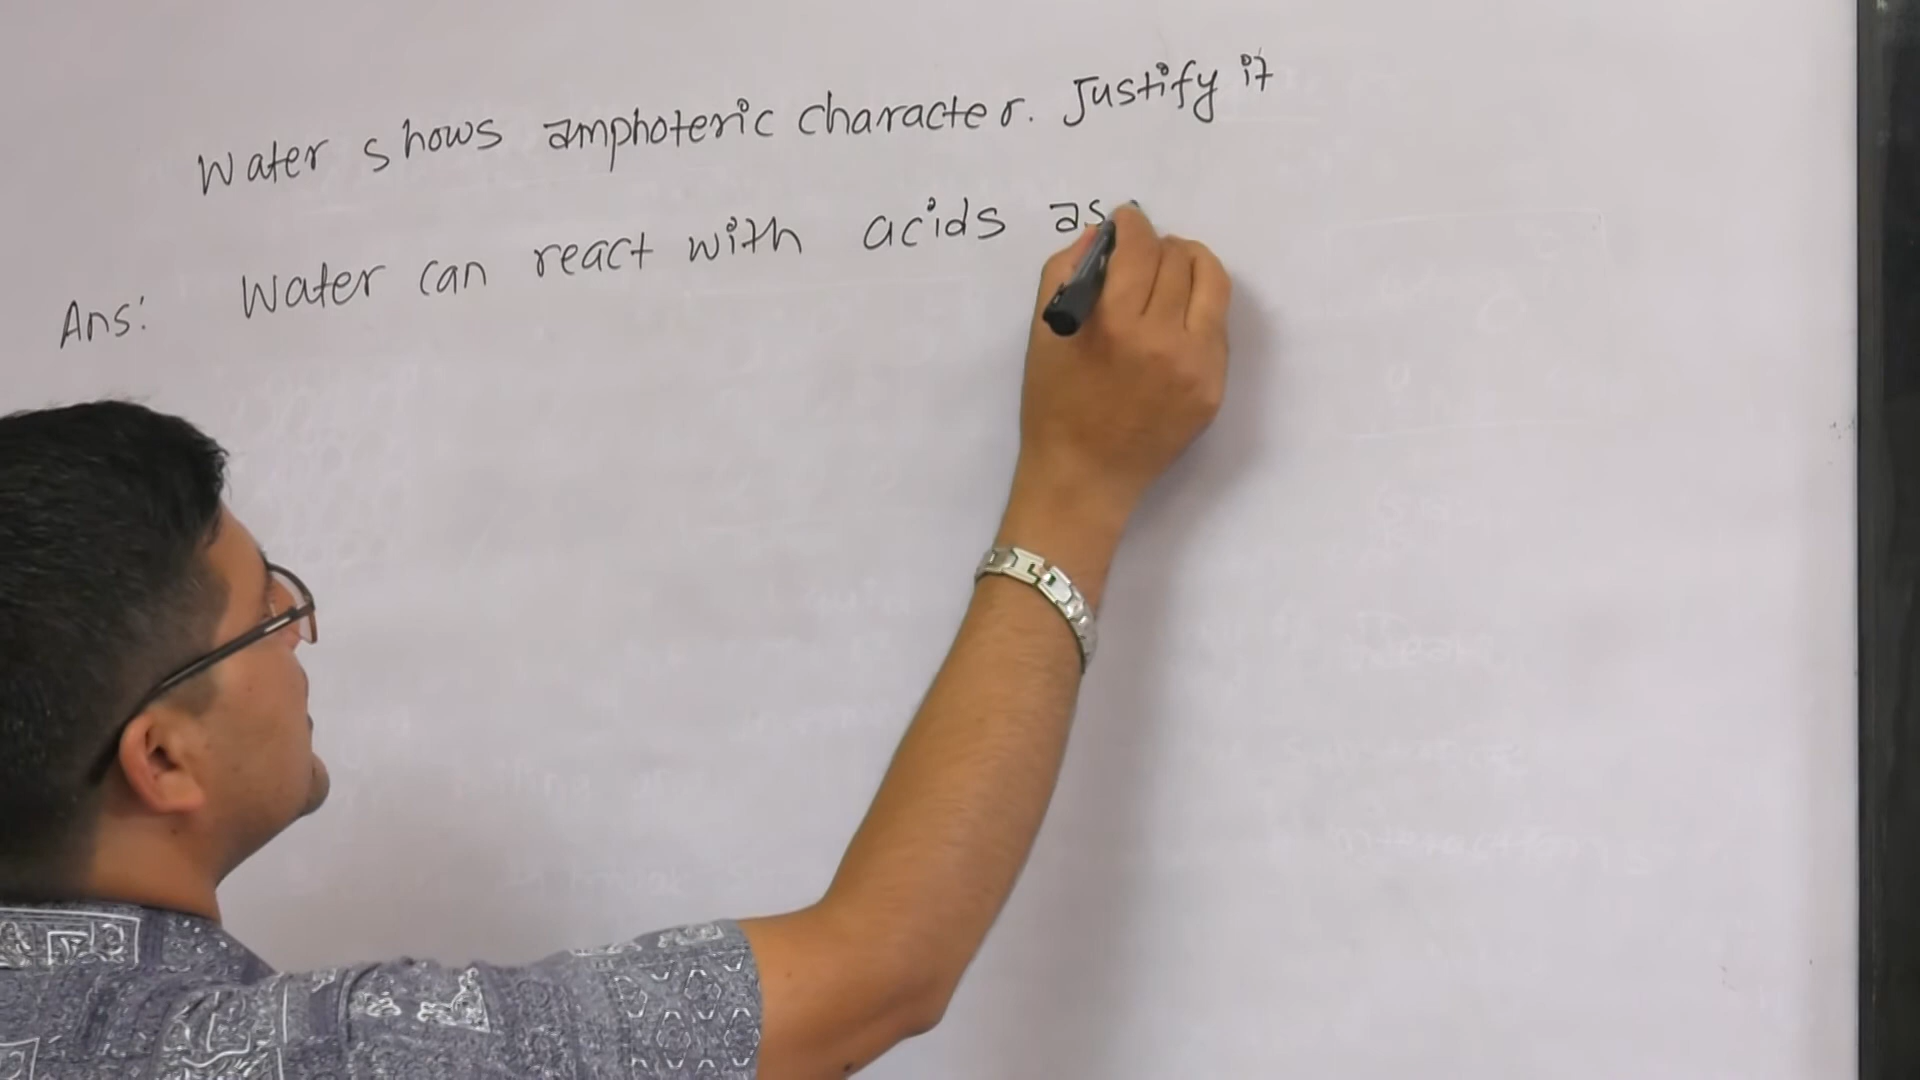 Water shows amphoteric character. Justify it
Ans: Water can react with acids as